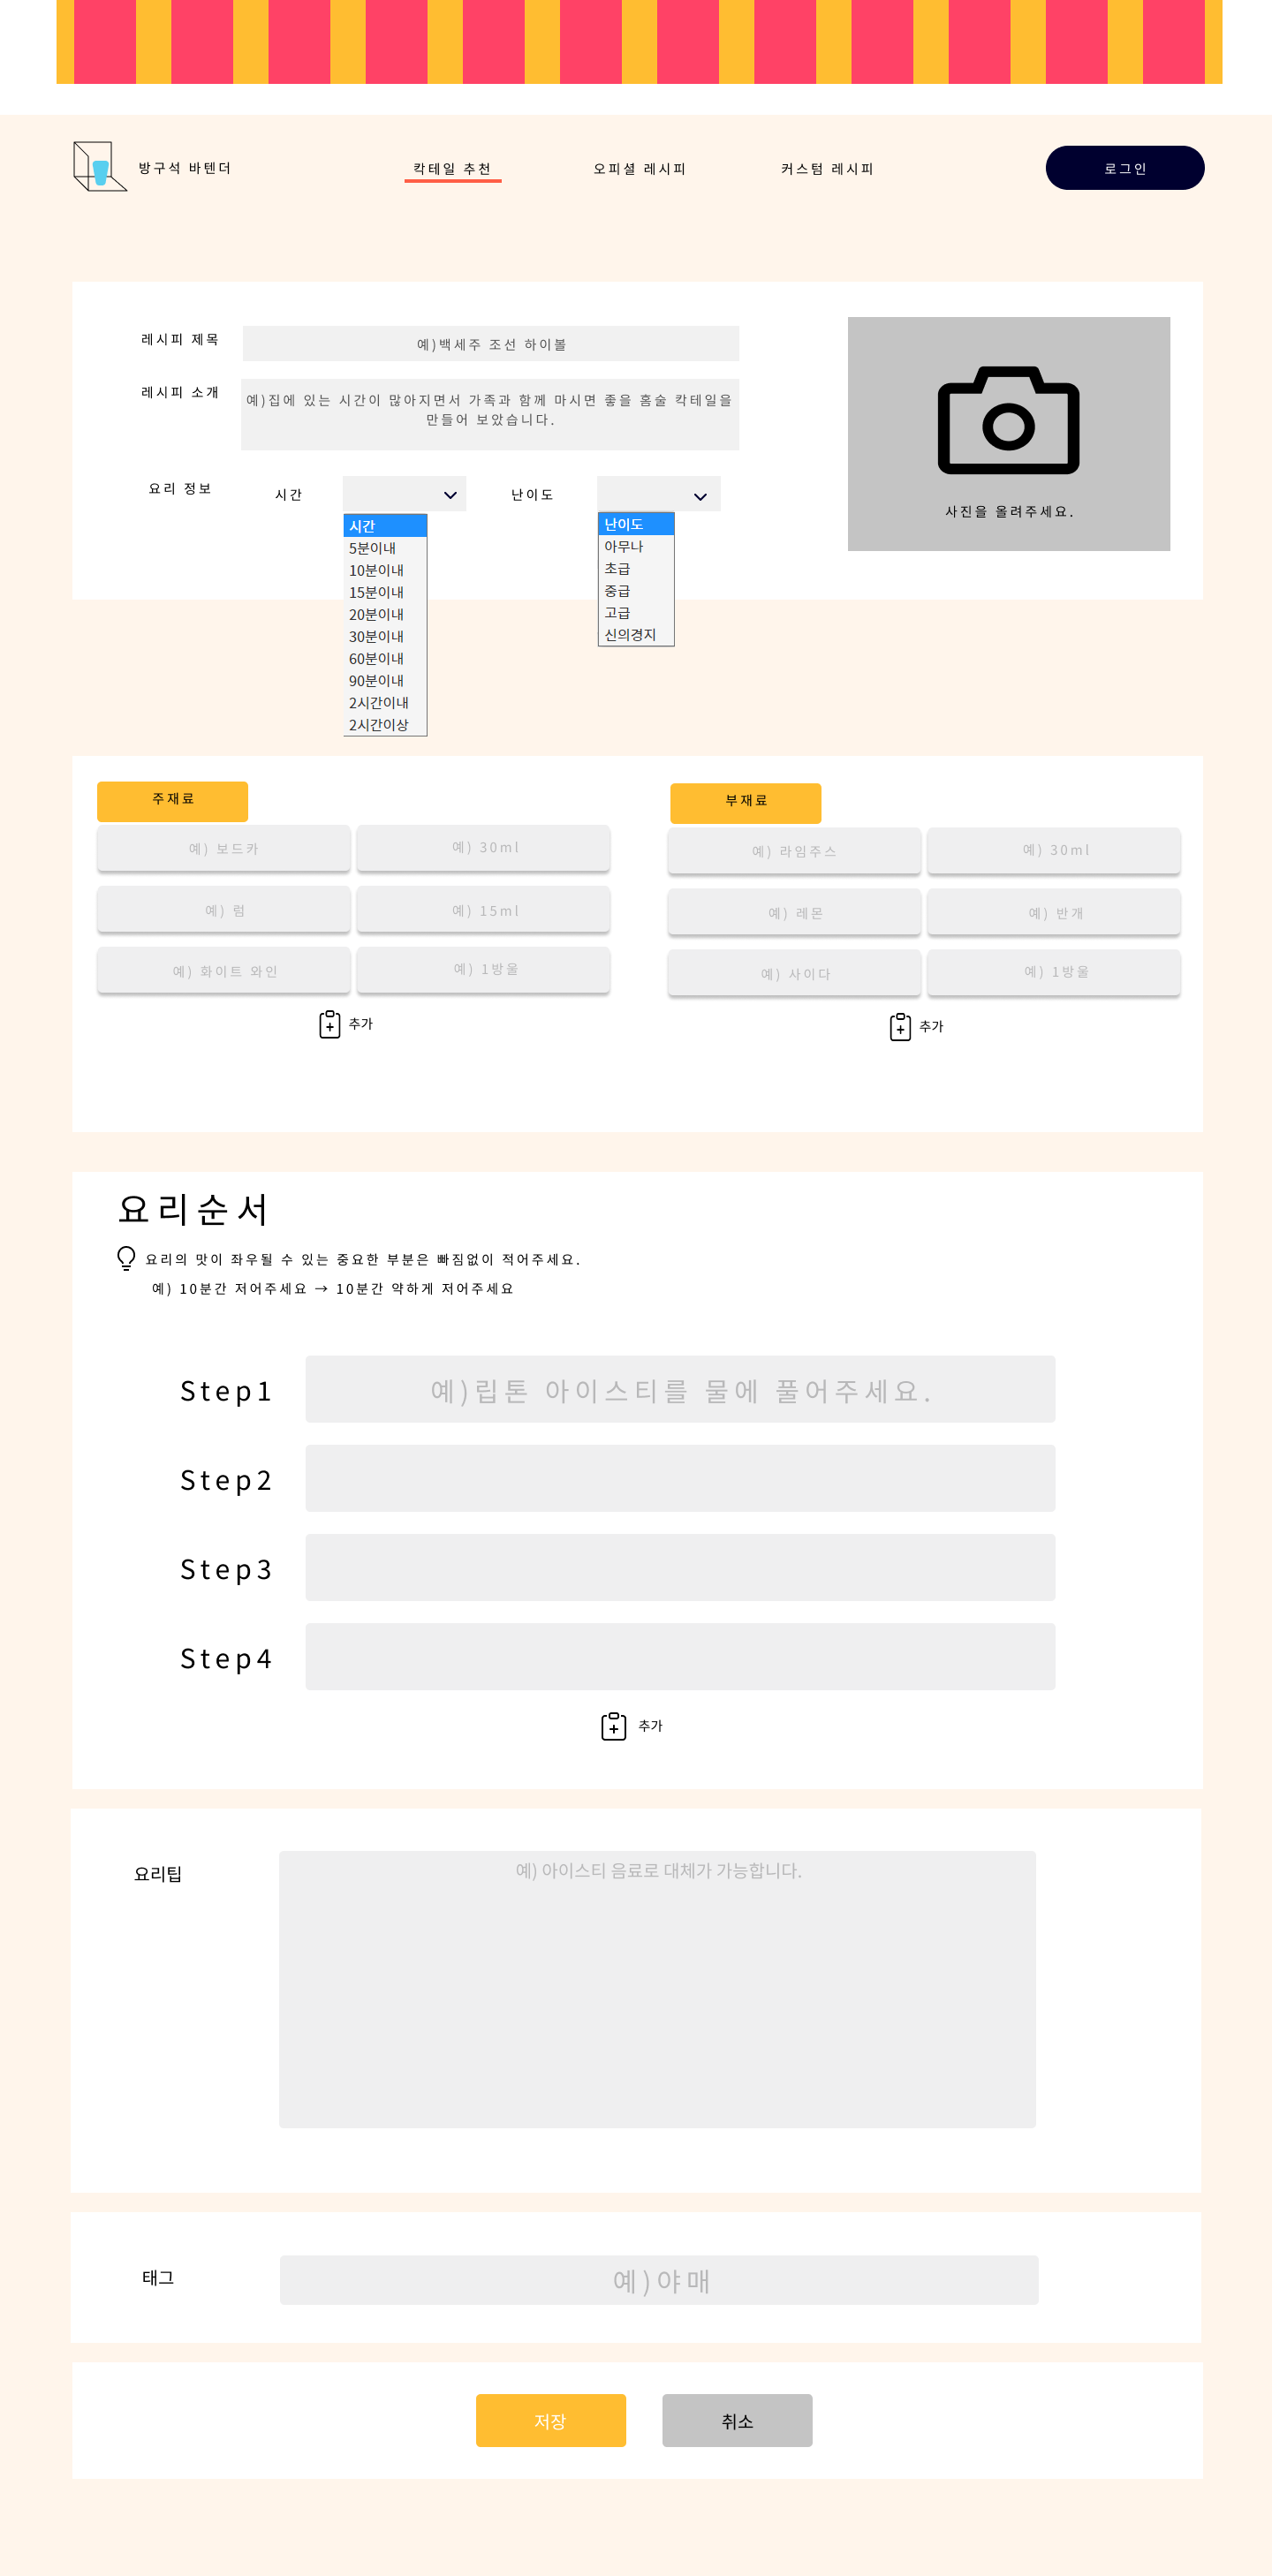 방구석 바텐더
칵테일 추천
오피셜 레시피
커스텀 레시피
로그인
레시피 제목
예)백세주 조선 하이볼
레시피 소개
예)집에 있는 시간이 많아지면서 가족과 함께 마시면 좋을 홈술 칵테일을
만들어 보았습니다.
요리 정보
시간
난이도
사진을 올려주세요.
시간
5분이내
10분이내
15분이내
20분이내
30분이내
60분이내
90분이내
2시간이내
2시간이상
난이도
아무나
초급
중급
고급
신의경지
주재료
예) 보드카
예) 30ml
예) 럼
예) 15ml
예) 화이트 와인
예) 1방울
추가
부재료
예) 라임주스
예) 30ml
예) 레몬
예) 반개
예) 사이다
예) 1방울
추가
요리순서
요리의 맛이 좌우될 수 있는 중요한 부분은 빠짐없이 적어주세요.
예) 10분간 저어주세요 → 10분간 약하게 저어주세요
Step1
예)립톤 아이스티를 물에 풀어주세요.
Step2
Step3
Step4
추가
요리팁
예) 아이스티 음료로 대체가 가능합니다.
태그
예)야매
저장
취소